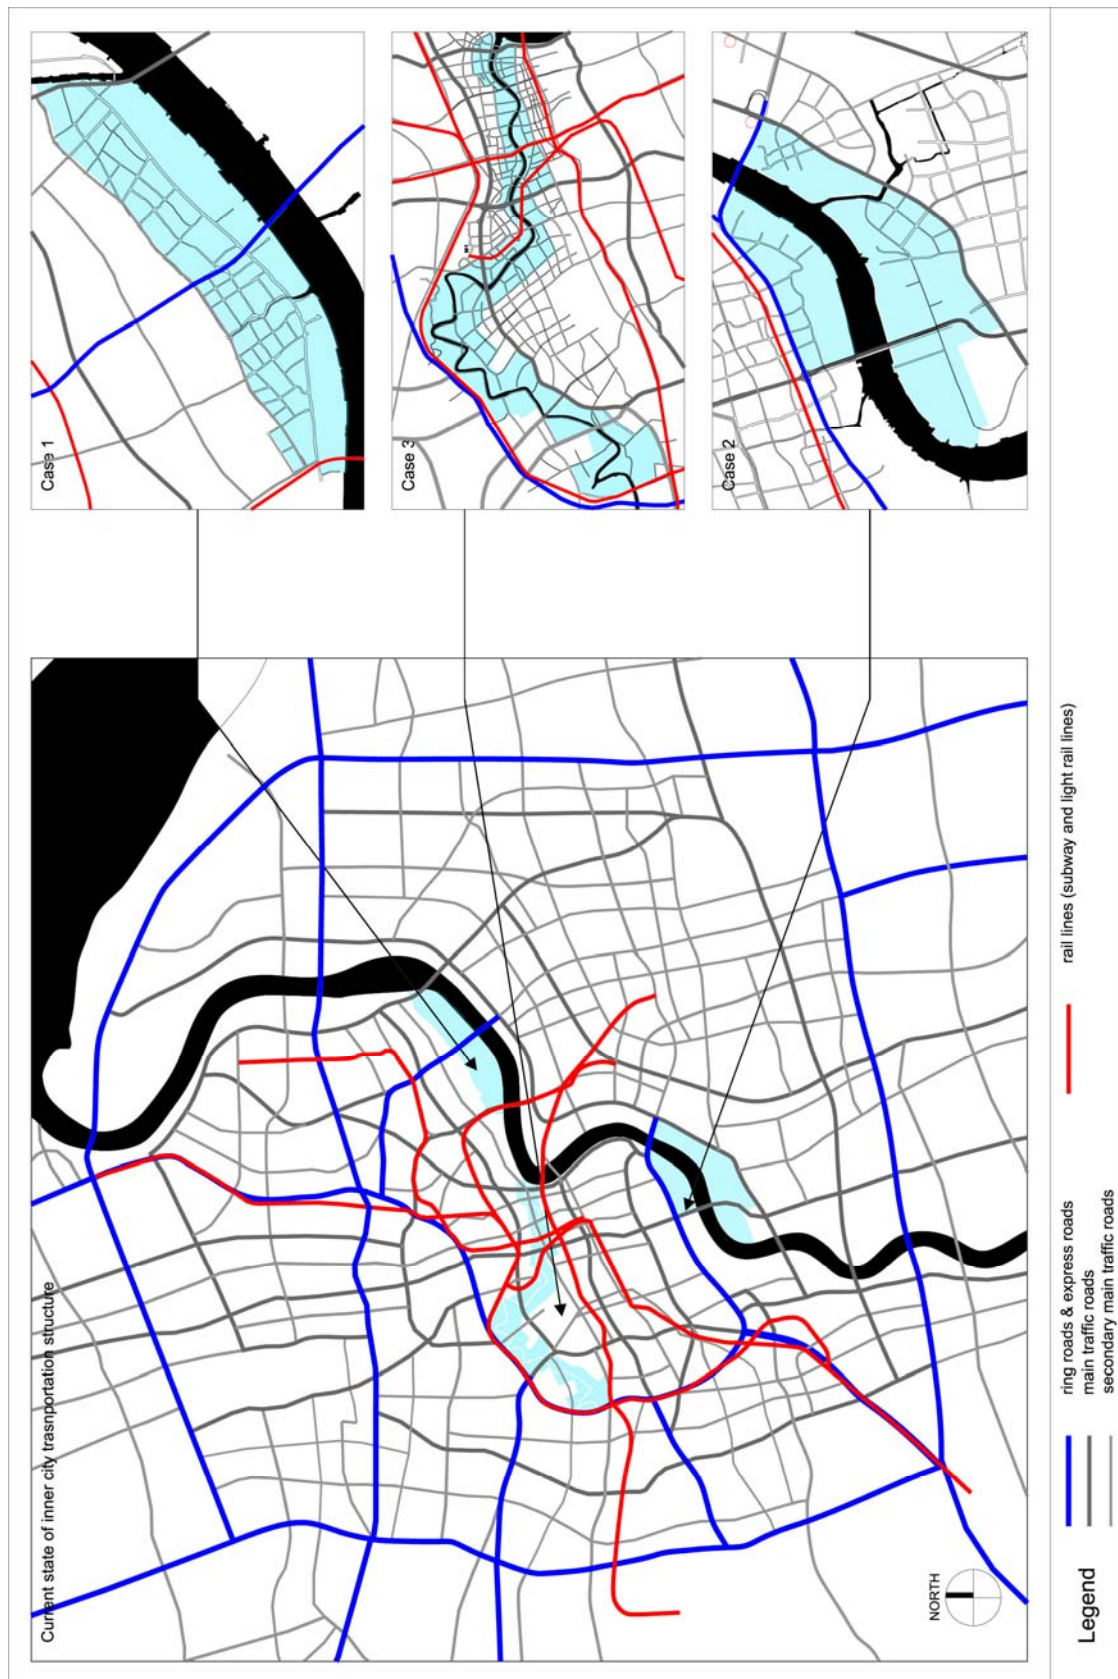 Current state of inner city trasnportation structure
Case 1
Case 3
Case 2
NORTH
Legend
ring roads & express roads
main traffic roads
secondary main traffic roads
rail lines (subway and light rail lines)